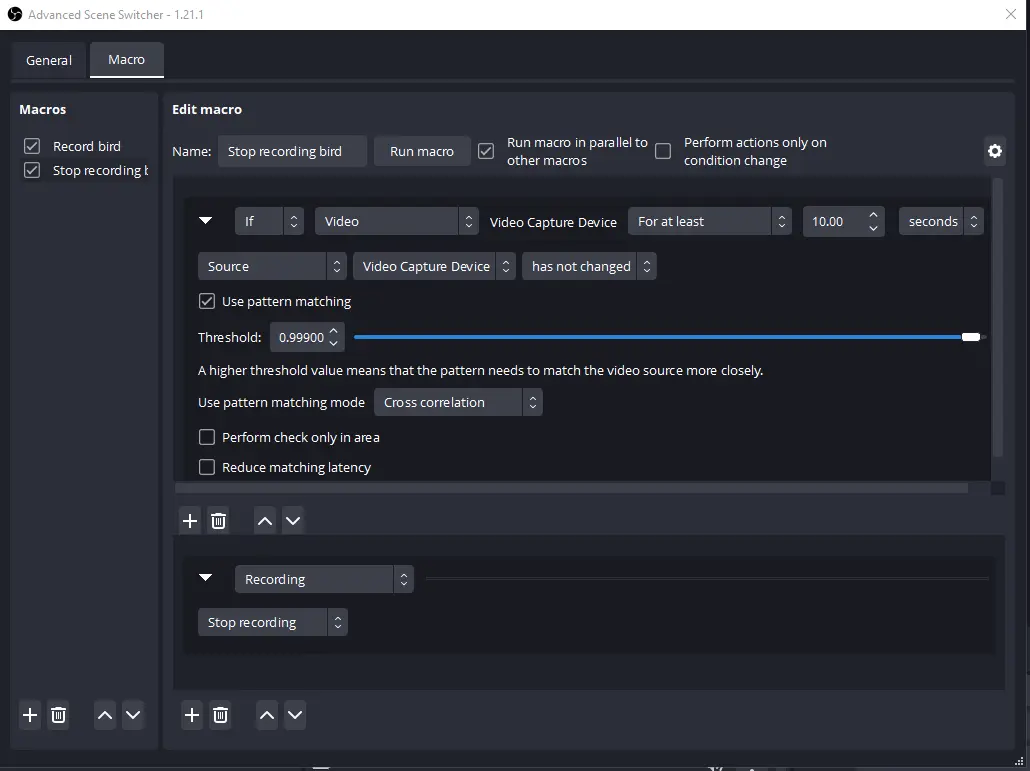 Advanced Scene Switcher - 1.21.1
General Macro
Macros
Record bird
Stop recording b
Edit macro
Name: Stop recording bird Run macro Run macro in parallel to other macros Perform actions only on condition change
If Video Video Capture Device For at least 10.00 seconds
Source Video Capture Device has not changed
Use pattern matching
Threshold: 0.99900
A higher threshold value means that the pattern needs to match the video source more closely.
Use pattern matching mode Cross correlation
Perform check only in area
Reduce matching latency
Recording
Stop recording